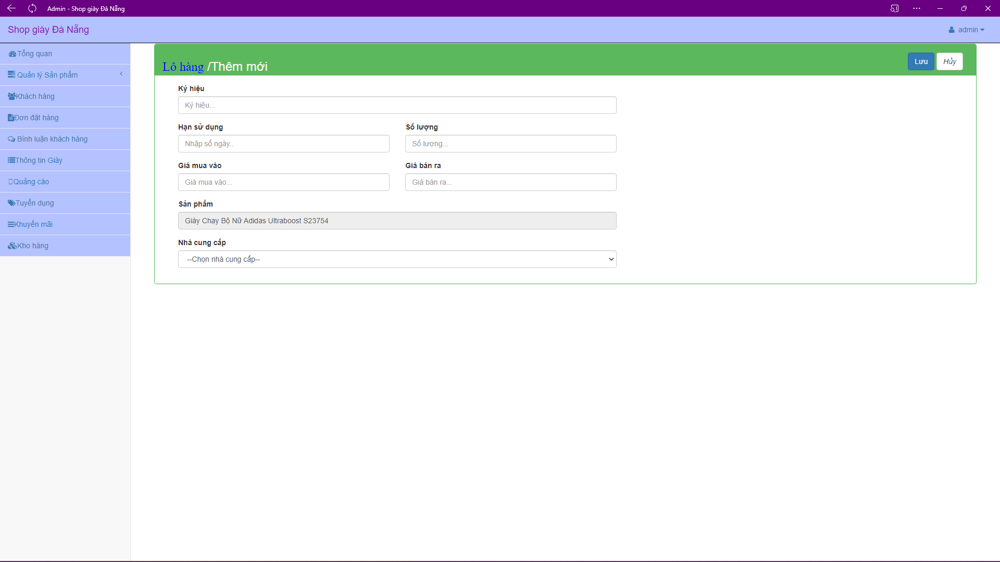 Admin - Shop giày Đà Nẵng
Shop giày Đà Nẵng
admin
Tổng quan
Quản lý Sản phẩm
Khách hàng
Đơn đặt hàng
Bình luận khách hàng
Thông tin Giày
Quảng cáo
Tuyển dụng
Khuyến mãi
Kho hàng
Lô hàng /Thêm mới
Lưu
Hủy
Ký hiệu
Ký hiệu...
Hạn sử dụng
Số lượng
Nhập số ngày..
Số lượng...
Giá mua vào
Giá bán ra
Giá mua vào...
Giá bán ra...
Sản phẩm
Giày Chạy Bộ Nữ Adidas Ultraboost S23754
Nhà cung cấp
--Chọn nhà cung cấp--